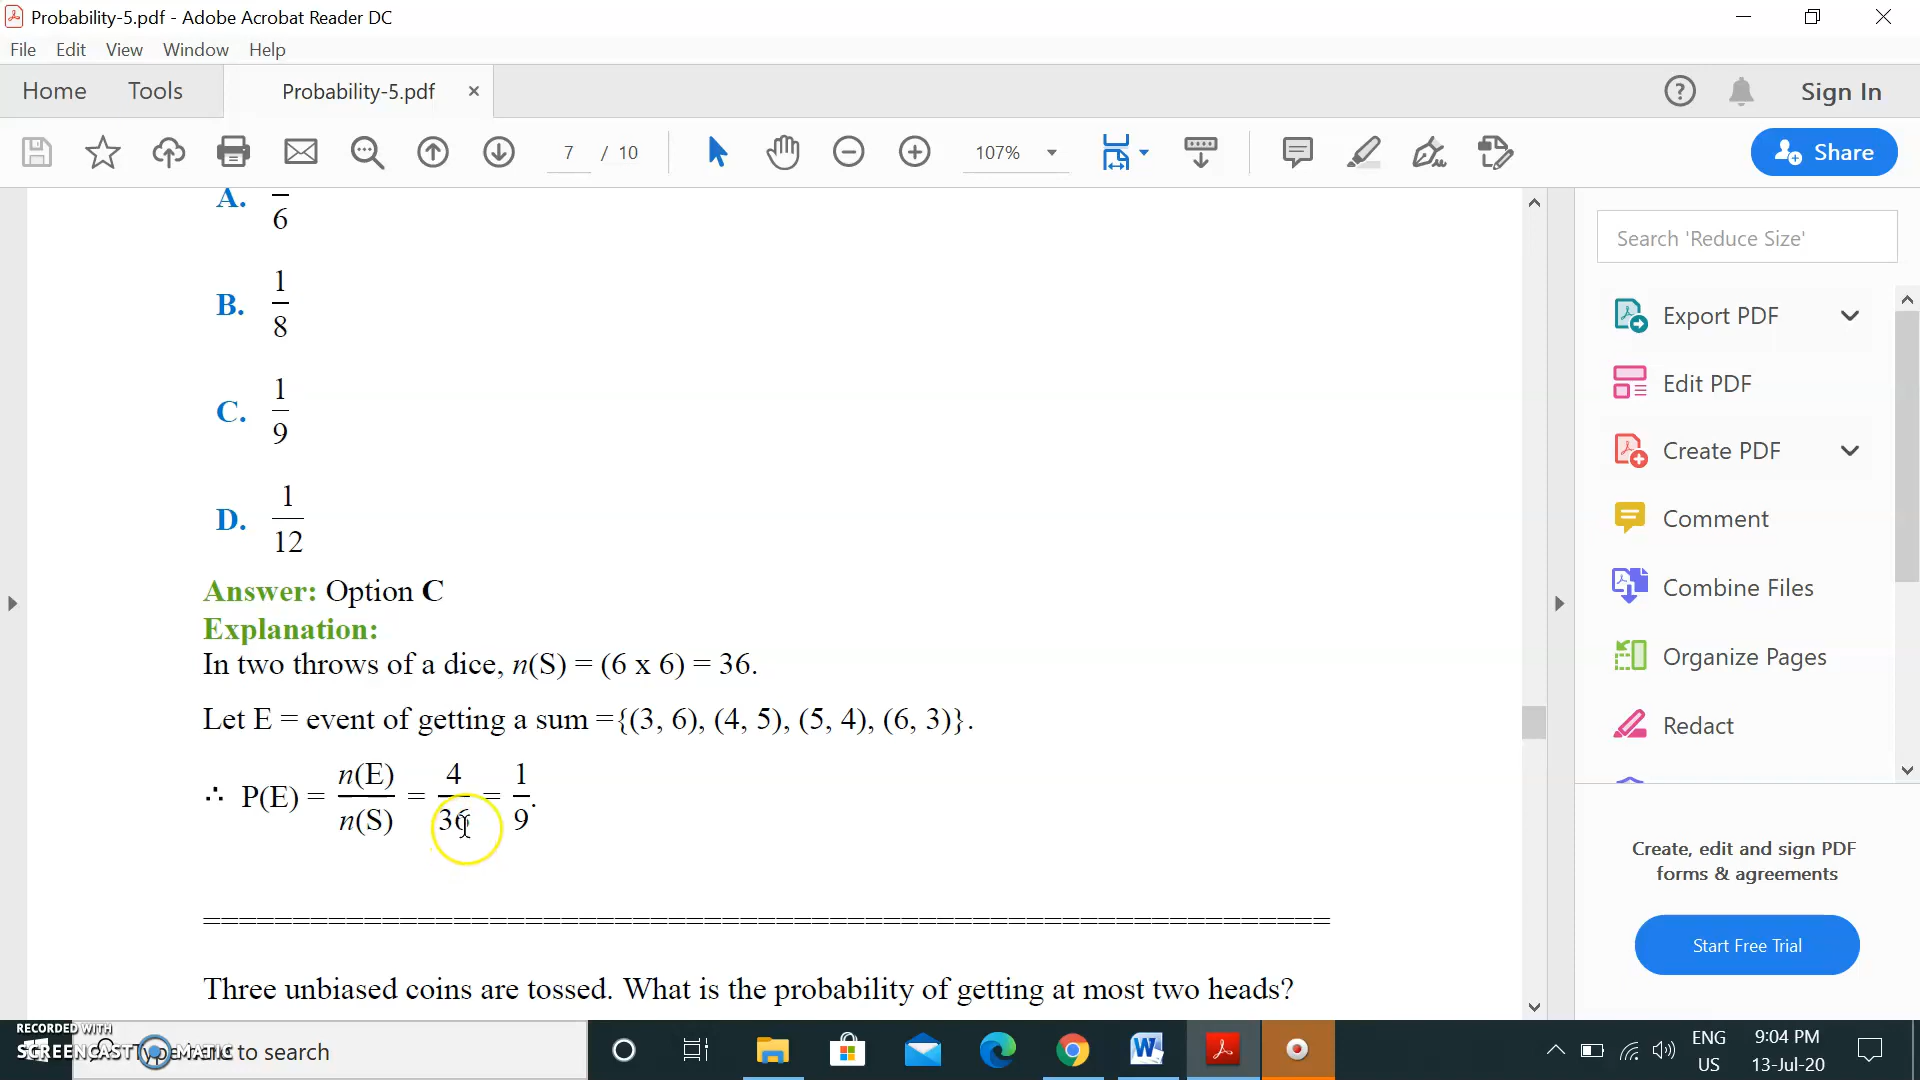 Probability-5.pdf - Adobe Acrobat Reader DC
File Edit View Window Help
Home Tools Probability-5.pdf × ? Sign In
7 / 10 107% Share
A. 6
B. 1/8
C. 1/9
D. 1/12
Answer: Option C
Explanation:
In two throws of a dice, n(S) = (6 x 6) = 36.
Let E = event of getting a sum ={(3, 6), (4, 5), (5, 4), (6, 3)}.
∴ P(E) = n(E)/n(S) = 4/36 = 1/9.
==================================================================
Three unbiased coins are tossed. What is the probability of getting at most two heads?
Search 'Reduce Size'
Export PDF
Edit PDF
Create PDF
Comment
Combine Files
Organize Pages
Redact
Create, edit and sign PDF
forms & agreements
Start Free Trial
RECORDED WITH
SCREENCAST MATIC
Type here to search
ENG
US
9:04 PM
13-Jul-20